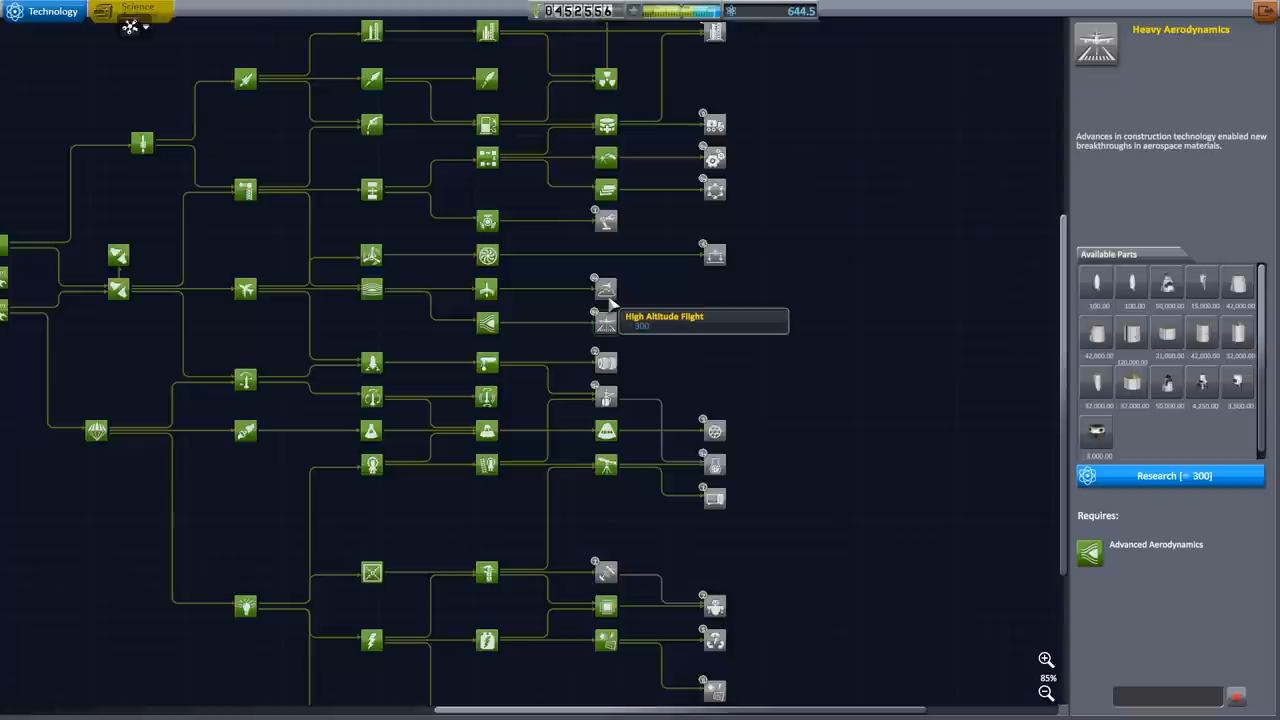 Technology
Science
0452556
644.5
Heavy Aerodynamics
Advances in construction technology enabled new
breakthroughs in aerospace materials.
High Altitude Flight
300
Available Parts
100.00 100.00 50,000.00 15,000.00 42,000.00
42,000.00 120,000.00 21,000.00 42,000.00 52,000.00
37,000.00 50,000.00 4,250.00 3,500.00
3,000.00
Research [ 300]
Requires:
Advanced Aerodynamics
85%